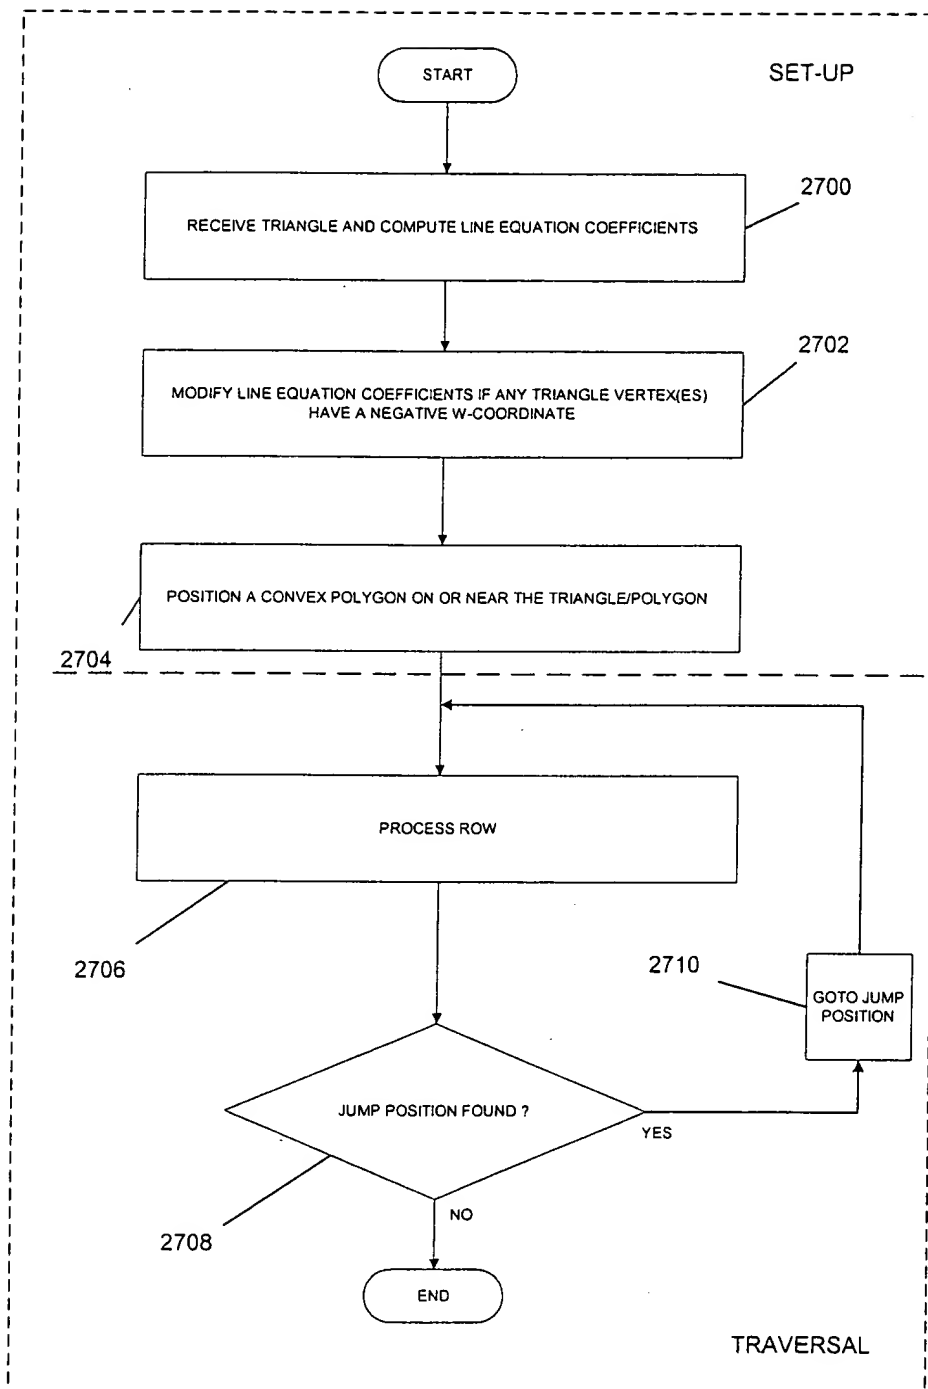 START
SET-UP
2700
RECEIVE TRIANGLE AND COMPUTE LINE EQUATION COEFFICIENTS
2702
MODIFY LINE EQUATION COEFFICIENTS IF ANY TRIANGLE VERTEX(ES)
HAVE A NEGATIVE W-COORDINATE
POSITION A CONVEX POLYGON ON OR NEAR THE TRIANGLE/POLYGON
2704
PROCESS ROW
2706
2710
GOTO JUMP
POSITION
JUMP POSITION FOUND ?
YES
2708
NO
END
TRAVERSAL